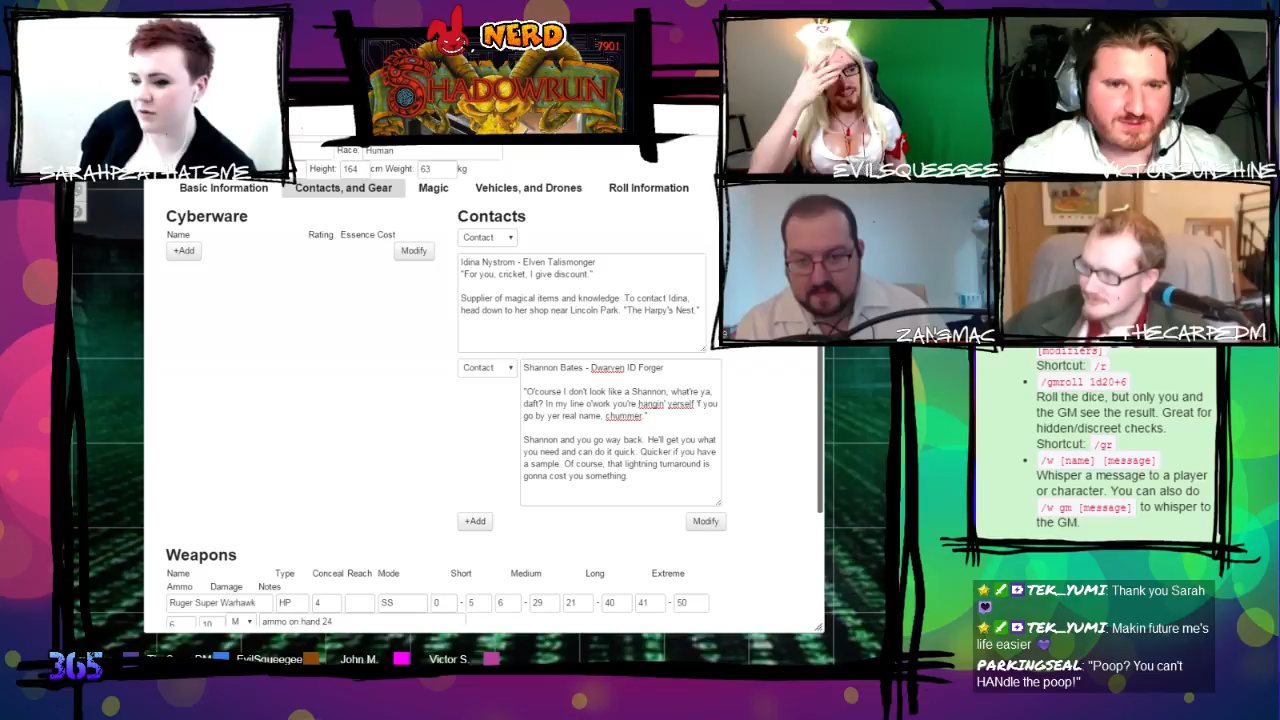 NERD
7901
SHADOWRUN
SARAHPZATHATSME
EVILSQUEEGEE
VICTORSUNSHINE
ZANEMAC
THECARPEDM
Race: Human
Height: 164 cm Weight: 63 kg
Basic Information Contacts, and Gear Magic Vehicles, and Drones Roll Information
Cyberware
Name Rating Essence Cost
+Add Modify
Contacts
Contact
Idina Nystrom - Elven Talismonger
"For you, cricket, I give discount."
Supplier of magical items and knowledge. To contact Idina,
head down to her shop near Lincoln Park. "The Harpy's Nest."
Contact
Shannon Bates - Dwarven ID Forger
"O'course I don't look like a Shannon, what're ya,
daft? In my line o'work you're hangin' yerself 'f you
go by yer real name, chummer."
Shannon and you go way back. He'll get you what
you need and can do it quick. Quicker if you have
a sample. Of course, that lightning turnaround is
gonna cost you something.
+Add Modify
Weapons
Name Type Conceal Reach Mode Short Medium Long Extreme
Ammo Damage Notes
Ruger Super Warhawk HP 4 SS 0 - 5 6 - 29 21 - 40 41 - 50
6 10 M ammo on hand 24
[modifiers]
Shortcut: /r
/gmroll 1d20+6
Roll the dice, but only you and
the GM see the result. Great for
hidden/discreet checks.
Shortcut: /gr
/w [name] [message]
Whisper a message to a player
or character. You can also do
/w gm [message] to whisper to
the GM.
TEK_YUMI: Thank you Sarah
TEK_YUMI: Makin future me's
life easier
PARKINGSEAL: "Poop? You can't
HANdle the poop!"
365
TheCarpeDM EvilSqueegee John M. Victor S.